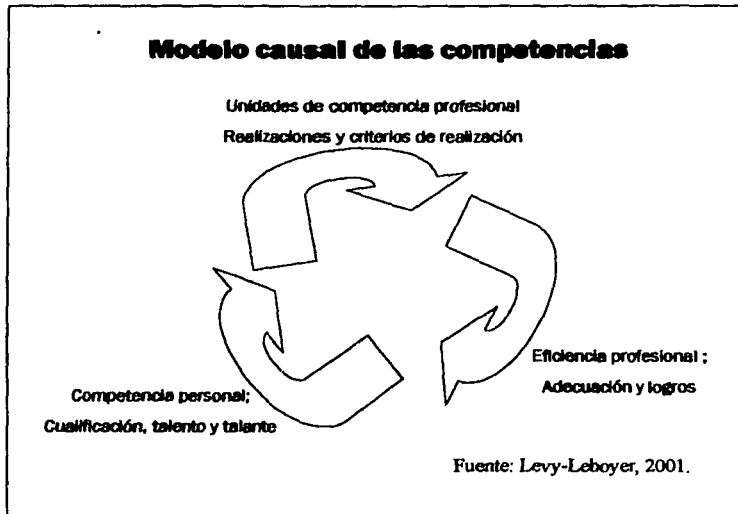 Modelo causal de las competencias
Unidades de competencia profesional
Realizaciones y criterios de realización
Eficiencia profesional ;
Adecuación y logros
Competencia personal;
Cualificación, talento y talante
Fuente: Levy-Leboyer, 2001.